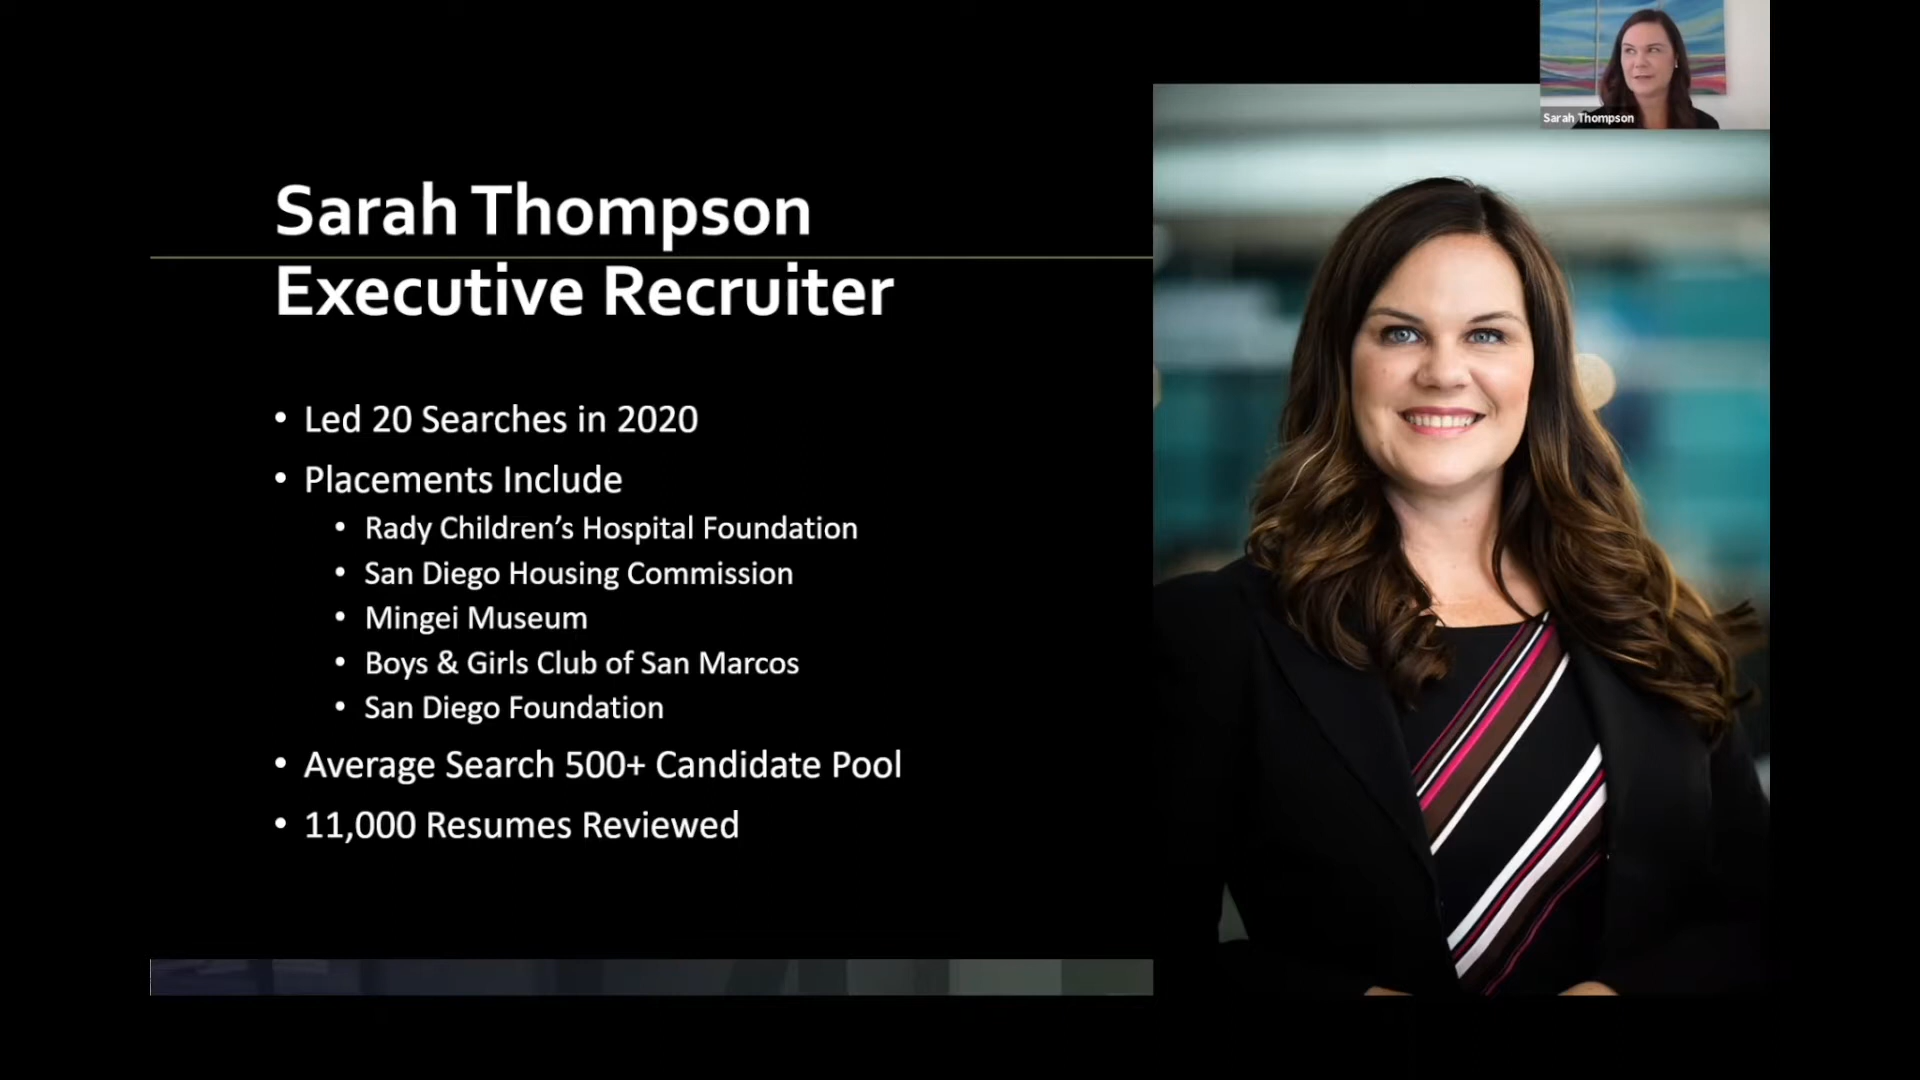 Sarah Thompson
Sarah Thompson
Executive Recruiter
• Led 20 Searches in 2020
• Placements Include
• Rady Children’s Hospital Foundation
• San Diego Housing Commission
• Mingei Museum
• Boys & Girls Club of San Marcos
• San Diego Foundation
• Average Search 500+ Candidate Pool
• 11,000 Resumes Reviewed